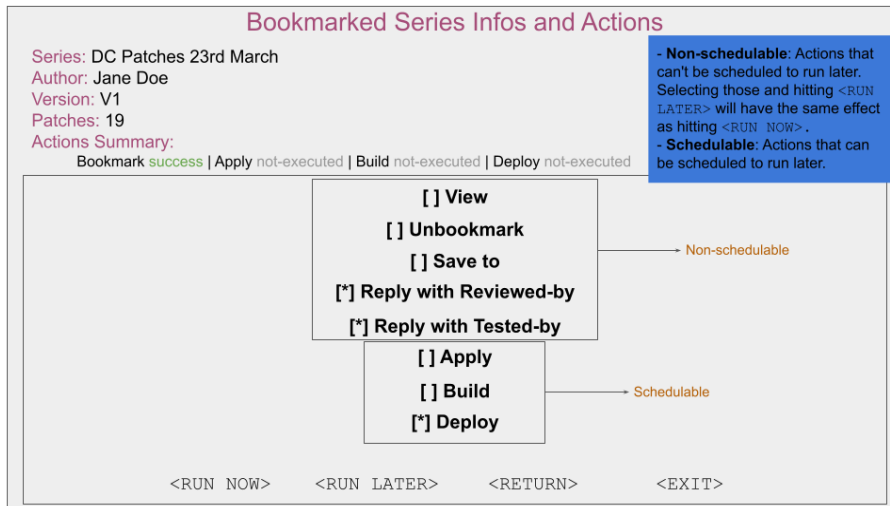 Bookmarked Series Infos and Actions
Series: DC Patches 23rd March
Author: Jane Doe
Version: V1
Patches: 19
Actions Summary:
Bookmark success | Apply not-executed | Build not-executed | Deploy not-executed
- Non-schedulable: Actions that
can't be scheduled to run later.
Selecting those and hitting <RUN
LATER> will have the same effect
as hitting <RUN NOW>.
- Schedulable: Actions that can
be scheduled to run later.
[ ] View
[ ] Unbookmark
[ ] Save to
[*] Reply with Reviewed-by
[*] Reply with Tested-by
Non-schedulable
[ ] Apply
[ ] Build
[*] Deploy
Schedulable
<RUN NOW> <RUN LATER> <RETURN> <EXIT>